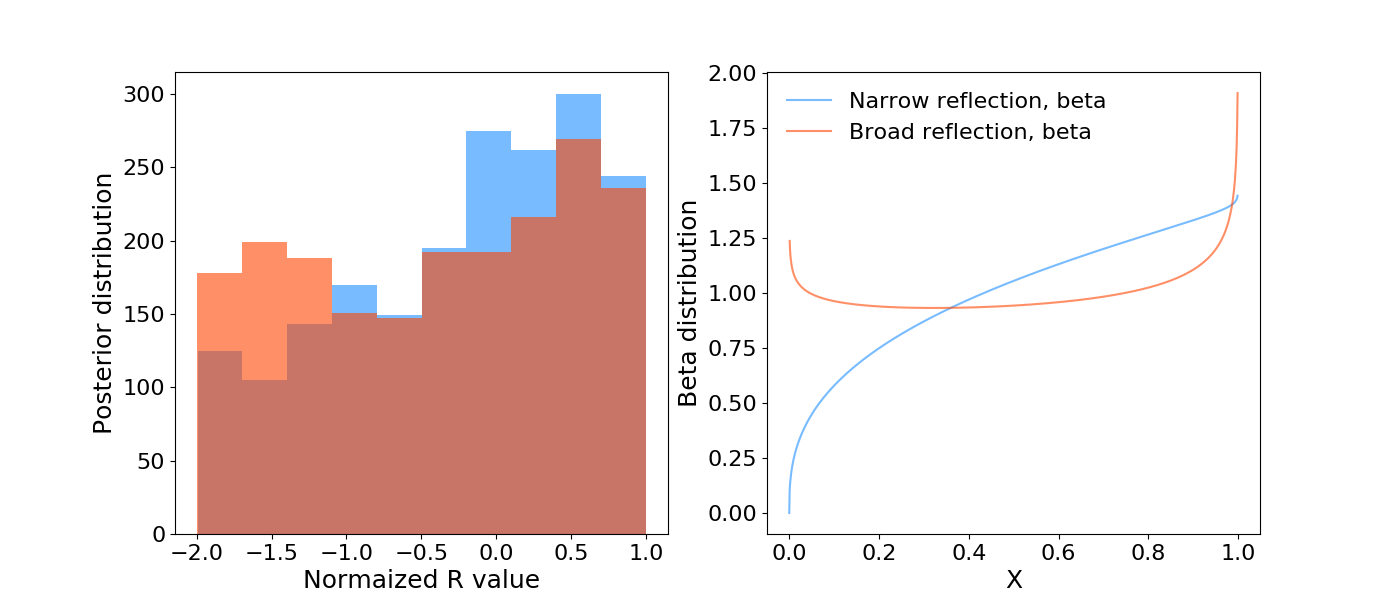 Posterior distribution
300
250
200
150
100
50
0
−2.0 −1.5 −1.0 −0.5 0.0 0.5 1.0
Normaized R value
Beta distribution
2.00
1.75
1.50
1.25
1.00
0.75
0.50
0.25
0.00
Narrow reflection, beta
Broad reflection, beta
0.0 0.2 0.4 0.6 0.8 1.0
X